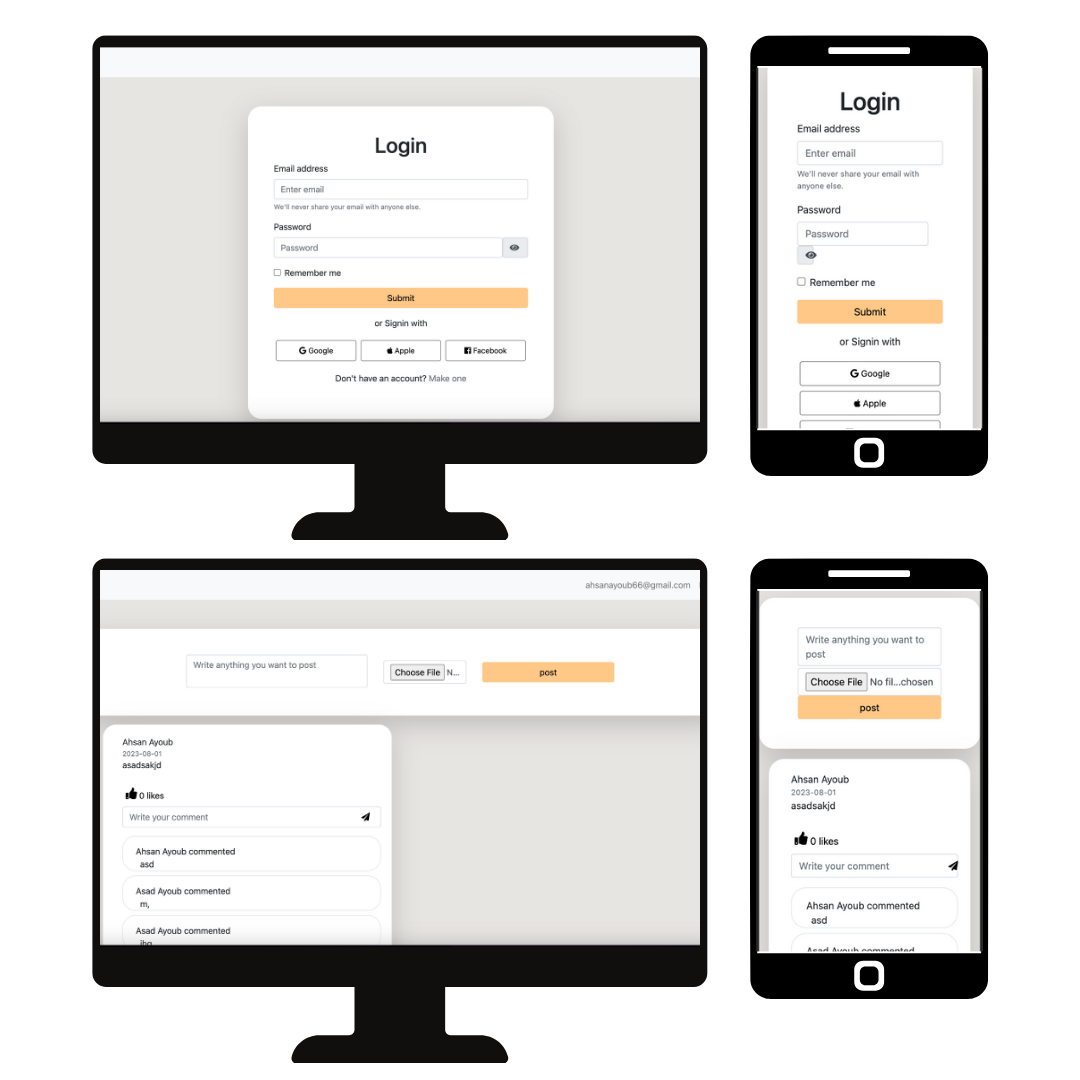 Login
Email address
Enter email
We'll never share your email with anyone else.
Password
Password
Remember me
Submit
or Signin with
Google
Apple
Facebook
Don't have an account? Make one
Login
Email address
Enter email
We'll never share your email with
anyone else.
Password
Password
Remember me
Submit
or Signin with
Google
Apple
ahsanayoub66@gmail.com
Write anything you want to post
Choose File N...
post
Ahsan Ayoub
2023-08-01
asadsakjd
0 likes
Write your comment
Ahsan Ayoub commented
asd
Asad Ayoub commented
m,
Asad Ayoub commented
Write anything you want to
post
Choose File No fil...chosen
post
Ahsan Ayoub
2023-08-01
asadsakjd
0 likes
Write your comment
Ahsan Ayoub commented
asd
Asad Ayoub commented